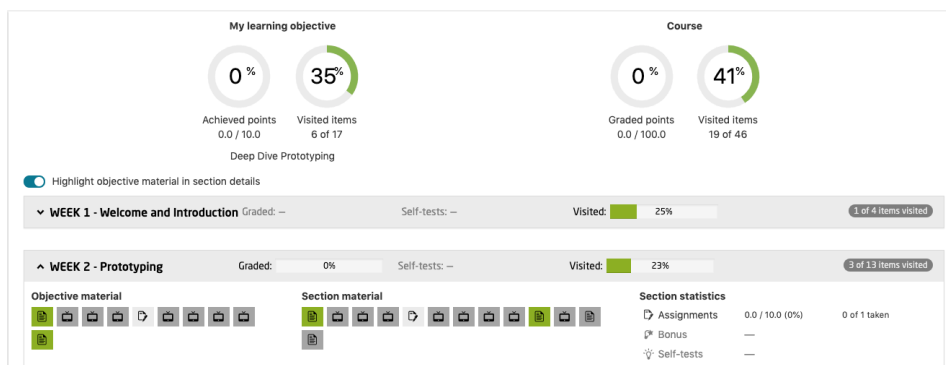 My learning objective
Course
0 %
35%
0 %
41%
Achieved points
0.0 / 10.0
Visited items
6 of 17
Graded points
0.0 / 100.0
Visited items
19 of 46
Deep Dive Prototyping
Highlight objective material in section details
WEEK 1 - Welcome and Introduction Graded: — Self-tests: — Visited: 25% 1 of 4 items visited
WEEK 2 - Prototyping Graded: 0% Self-tests: — Visited: 23% 3 of 13 items visited
Objective material
Section material
Section statistics
Assignments 0.0 / 10.0 (0%) 0 of 1 taken
Bonus —
Self-tests —